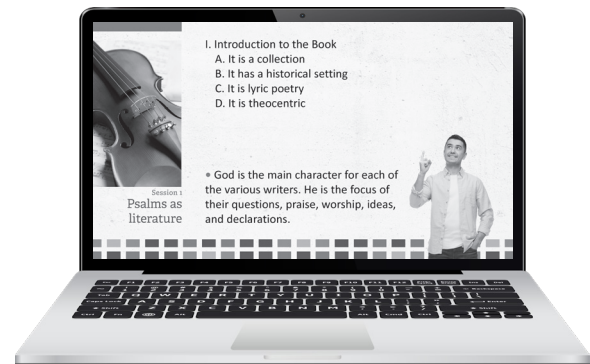 I. Introduction to the Book
A. It is a collection
B. It has a historical setting
C. It is lyric poetry
D. It is theocentric
• God is the main character for each of
the various writers. He is the focus of
their questions, praise, worship, ideas,
and declarations.
Session 1
Psalms as
literature